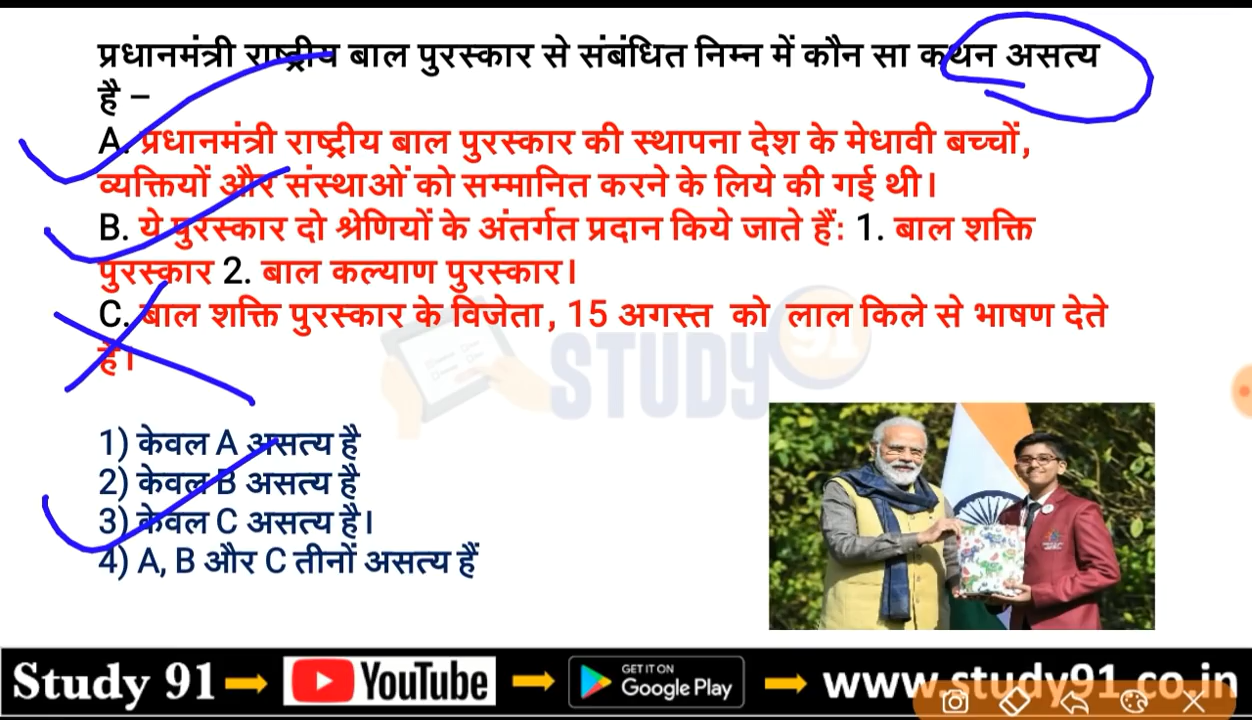 प्रधानमंत्री राष्ट्रीय बाल पुरस्कार से संबंधित निम्न में कौन सा कथन असत्य
है –
A. प्रधानमंत्री राष्ट्रीय बाल पुरस्कार की स्थापना देश के मेधावी बच्चों,
व्यक्तियों और संस्थाओं को सम्मानित करने के लिये की गई थी।
B. ये पुरस्कार दो श्रेणियों के अंतर्गत प्रदान किये जाते हैं: 1. बाल शक्ति
पुरस्कार 2. बाल कल्याण पुरस्कार।
C. बाल शक्ति पुरस्कार के विजेता, 15 अगस्त को लाल किले से भाषण देते
हैं।
STUDY 91
1) केवल A असत्य है
2) केवल B असत्य है
3) केवल C असत्य है।
4) A, B और C तीनों असत्य हैं
Study 91 → YouTube → GET IT ON Google Play → www.study91.co.in